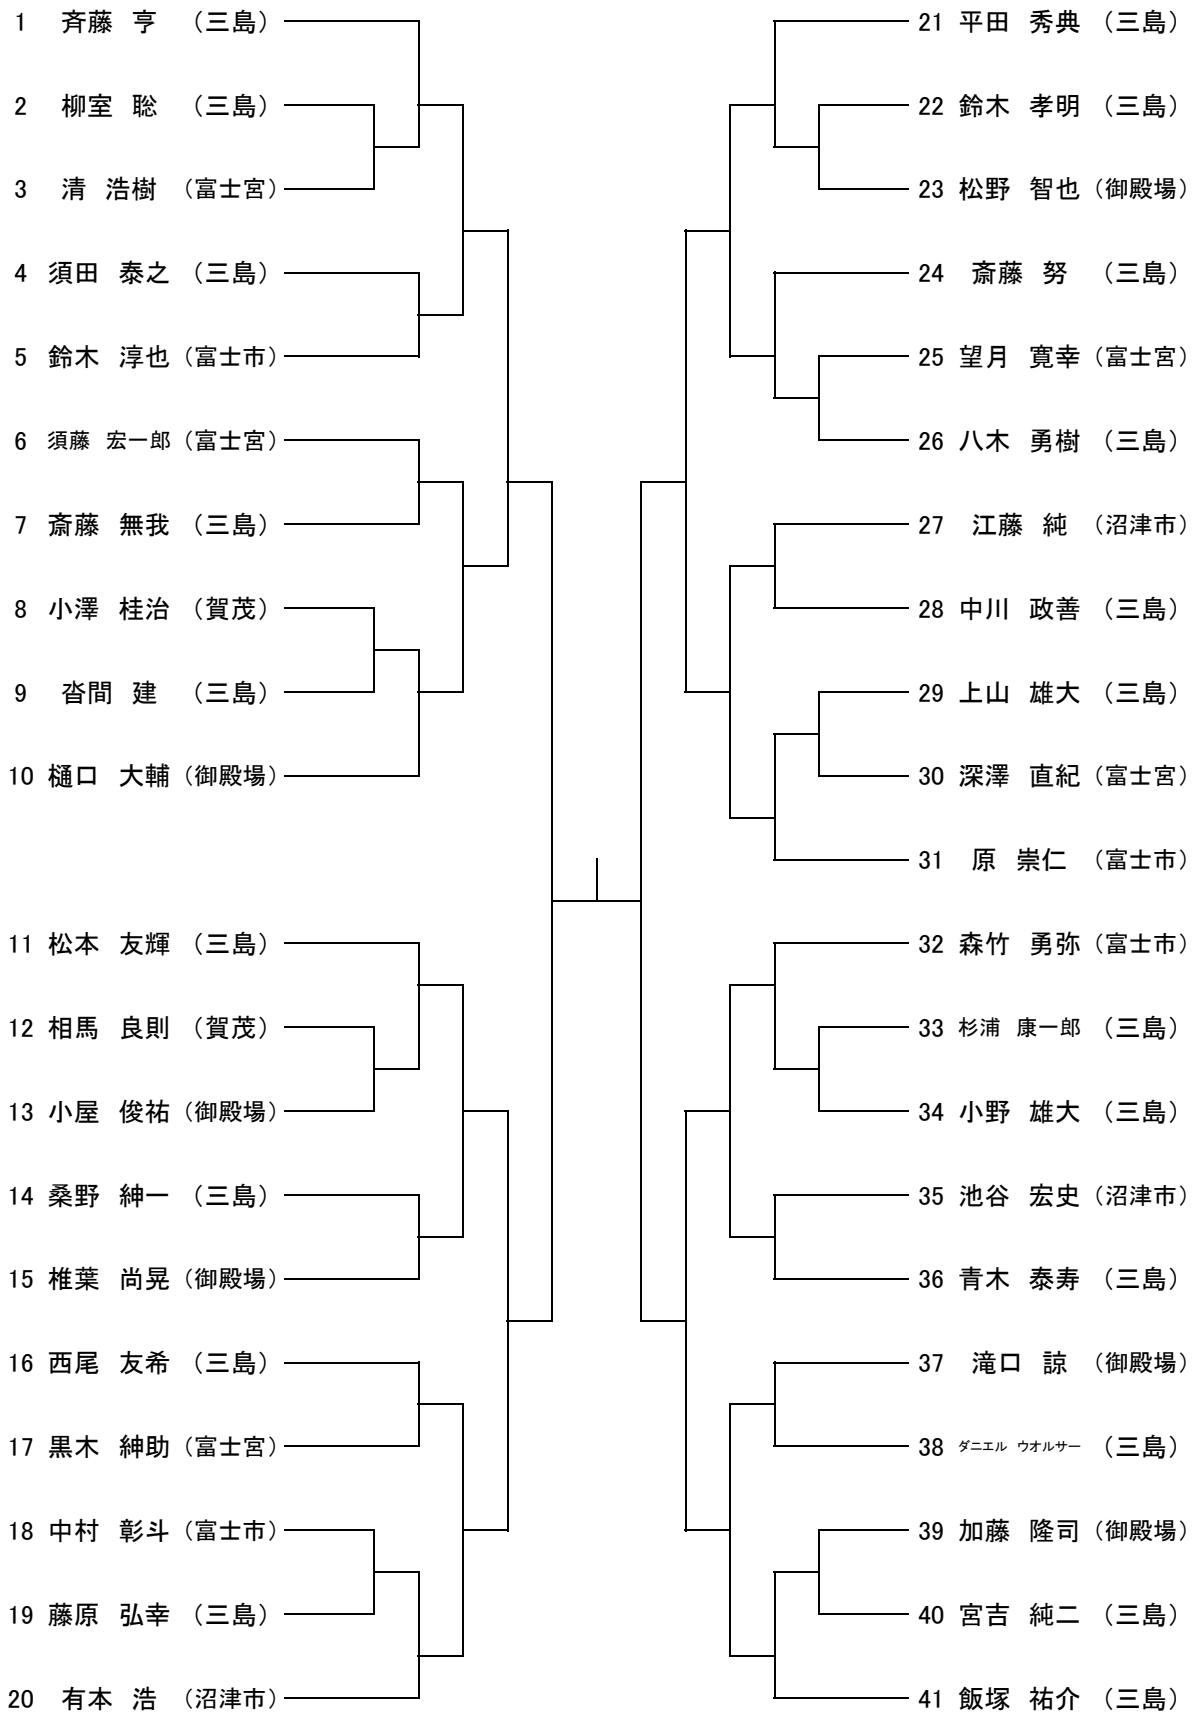 1 斉藤 亨 （三島）
2 柳室 聡 （三島）
3 清 浩樹 （富士宮）
4 須田 泰之 （三島）
5 鈴木 淳也 （富士市）
6 須藤 宏一郎 （富士宮）
7 斎藤 無我 （三島）
8 小澤 桂治 （賀茂）
9 沓間 建 （三島）
10 樋口 大輔 （御殿場）
11 松本 友輝 （三島）
12 相馬 良則 （賀茂）
13 小屋 俊祐 （御殿場）
14 桑野 紳一 （三島）
15 椎葉 尚晃 （御殿場）
16 西尾 友希 （三島）
17 黒木 紳助 （富士宮）
18 中村 彰斗 （富士市）
19 藤原 弘幸 （三島）
20 有本 浩 （沼津市）
21 平田 秀典 （三島）
22 鈴木 孝明 （三島）
23 松野 智也 （御殿場）
24 斎藤 努 （三島）
25 望月 寛幸 （富士宮）
26 八木 勇樹 （三島）
27 江藤 純 （沼津市）
28 中川 政善 （三島）
29 上山 雄大 （三島）
30 深澤 直紀 （富士宮）
31 原 崇仁 （富士市）
32 森竹 勇弥 （富士市）
33 杉浦 康一郎 （三島）
34 小野 雄大 （三島）
35 池谷 宏史 （沼津市）
36 青木 泰寿 （三島）
37 滝口 諒 （御殿場）
38 ダニエル ウオルサー （三島）
39 加藤 隆司 （御殿場）
40 宮吉 純二 （三島）
41 飯塚 祐介 （三島）